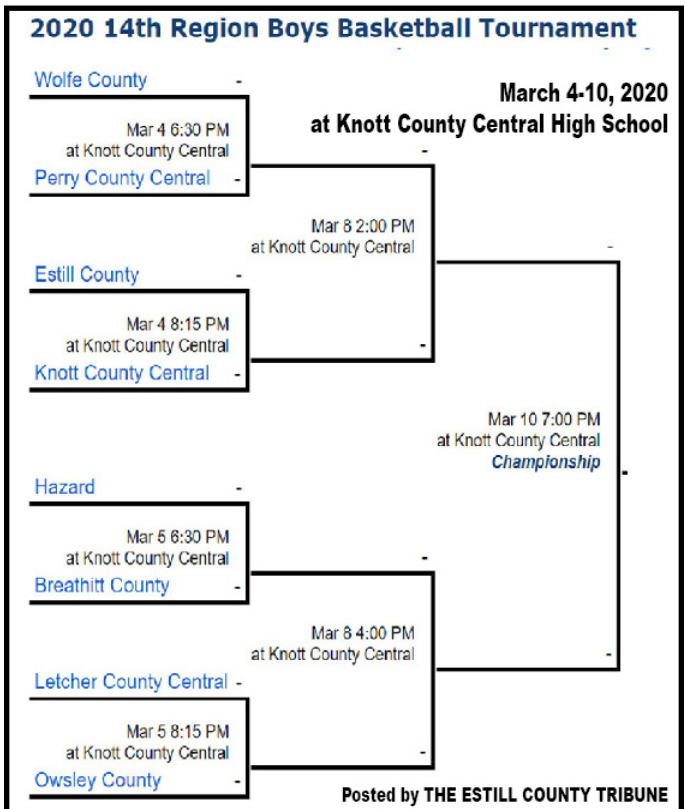 2020 14th Region Boys Basketball Tournament
March 4-10, 2020
at Knott County Central High School
Wolfe County -
Mar 4 6:30 PM
at Knott County Central
Perry County Central -
-
Mar 8 2:00 PM
at Knott County Central
-
Estill County -
Mar 4 8:15 PM
at Knott County Central
Knott County Central -
-
Mar 10 7:00 PM
at Knott County Central
Championship
-
Hazard -
Mar 5 6:30 PM
at Knott County Central
Breathitt County -
-
Mar 8 4:00 PM
at Knott County Central
-
Letcher County Central -
Mar 5 8:15 PM
at Knott County Central
Owsley County -
-
Posted by THE ESTILL COUNTY TRIBUNE